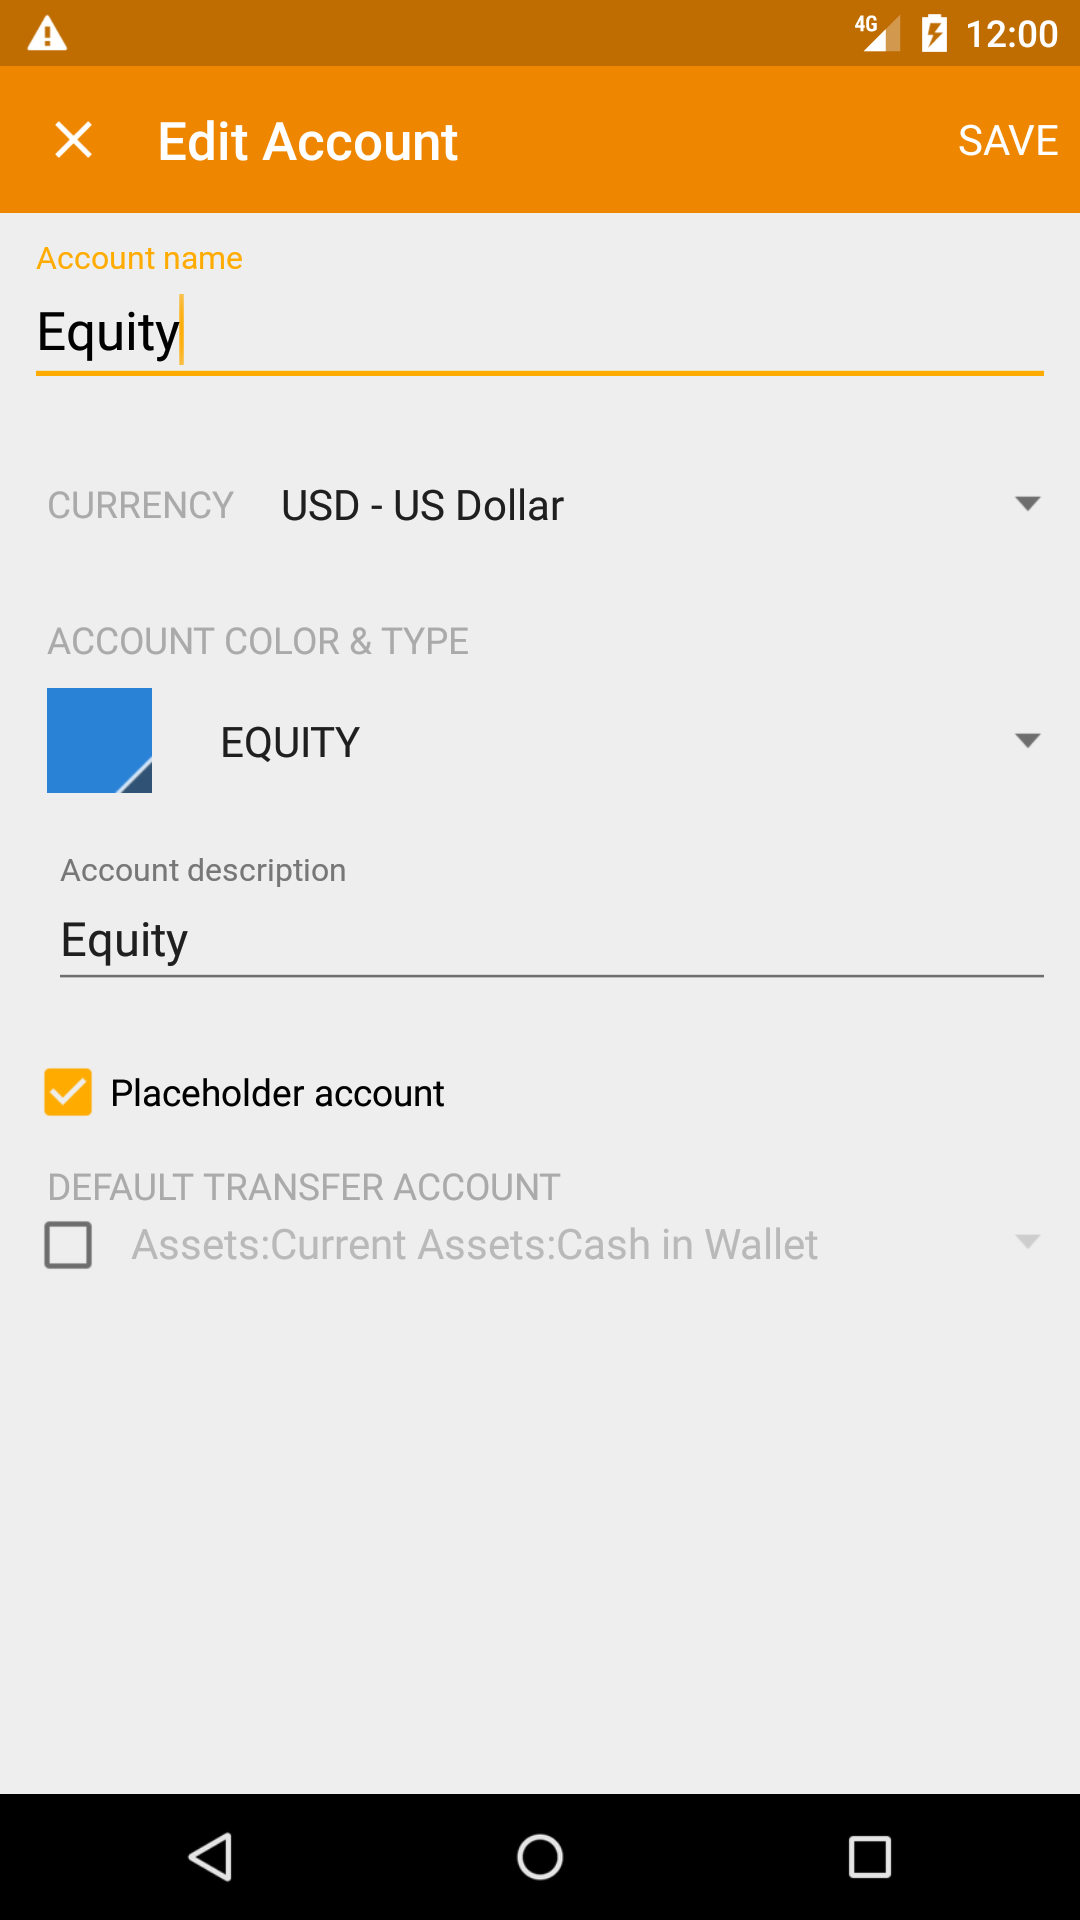 4G 12:00
Edit Account SAVE
Account name
Equity
CURRENCY USD - US Dollar
ACCOUNT COLOR & TYPE
EQUITY
Account description
Equity
Placeholder account
DEFAULT TRANSFER ACCOUNT
Assets:Current Assets:Cash in Wallet